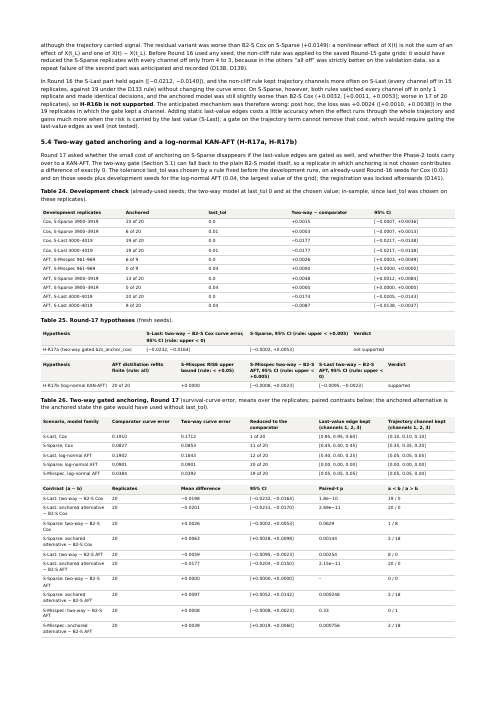 although the trajectory carried signal. The residual variant was worse than B2-S Cox on S-Sparse (+0.0149): a nonlinear effect of X(t) is not the sum of an
effect of X(t_L) and one of X(t) − X(t_L). Before Round 16 used any seed, the non-cliff rule was applied to the saved Round-15 gate grids: it would have
reduced the S-Sparse replicates with every channel off only from 4 to 3, because in the others "all off" was strictly better on the validation data, so a
repeat failure of the second part was anticipated and recorded (D138, D139).
In Round 16 the S-Last part held again ([−0.0212, −0.0140]), and the non-cliff rule kept trajectory channels more often on S-Last (every channel off in 15
replicates, against 19 under the D133 rule) without changing the curve error. On S-Sparse, however, both rules switched every channel off in only
1 replicate and made identical decisions, and the anchored model was still slightly worse than B2-S Cox (+0.0032, [+0.0011, +0.0053]; worse in 17 of 20
replicates), so H-R16b is not supported. The anticipated mechanism was therefore wrong: post hoc, the loss was +0.0024 ([+0.0010, +0.0038]) in the
19 replicates in which the gate kept a channel. Adding static last-value edges costs a little accuracy when the effect runs through the whole trajectory and
gains much more when the risk is carried by the last value (S-Last); a gate on the trajectory channels cannot remove that cost, which would require gating the
last-value edges as well (not tested).
5.4 Two-way gated anchoring and a log-normal KAN-AFT (H-R17a, H-R17b)
Round 17 asked whether the small cost of anchoring on S-Sparse disappears if the last-value edges are gated as well, and whether the Phase-2 tools carry
over to a KAN-AFT. The two-way gate (Section 5.1) can fall back to the plain B2-S model itself, so a replicate in which anchoring is not chosen contributes
a difference of exactly 0. The tolerance last_tol was chosen by a rule fixed before the development runs, on already-used Round-16 seeds for Cox (0.01)
and on those seeds plus development seeds for the log-normal AFT (0.04, the largest value of the grid); the registration was locked afterwards (D141).
Table 24. Development check (already-used seeds; the two-way model at last_tol 0 and at the chosen value; in-sample, since last_tol was chosen on
these replicates).
Development replicates Anchored last_tol Two-way − comparator 95% CI
Cox, S-Sparse 3900–3919 10 of 20 0.0 +0.0015 [−0.0007, +0.0036]
Cox, S-Sparse 3900–3919 6 of 20 0.01 +0.0003 [−0.0007, +0.0013]
Cox, S-Last 4000–4019 19 of 20 0.0 −0.0177 [−0.0217, −0.0138]
Cox, S-Last 4000–4019 19 of 20 0.01 −0.0177 [−0.0217, −0.0138]
AFT, S-Misspec 961–969 6 of 9 0.0 +0.0026 [+0.0003, +0.0049]
AFT, S-Misspec 961–969 0 of 9 0.04 +0.0000 [+0.0000, +0.0000]
AFT, S-Sparse 3900–3919 13 of 20 0.0 +0.0048 [+0.0012, +0.0084]
AFT, S-Sparse 3900–3919 0 of 20 0.04 +0.0000 [+0.0000, +0.0000]
AFT, S-Last 4000–4019 20 of 20 0.0 −0.0174 [−0.0205, −0.0143]
AFT, S-Last 4000–4019 9 of 20 0.04 −0.0087 [−0.0138, −0.0037]
Table 25. Round-17 hypotheses (fresh seeds).
Hypothesis S-Last: two-way − B2-S Cox curve error, S-Sparse, 95% CI (rule: upper < +0.005) Verdict
95% CI (rule: upper < 0)
H-R17a (two-way gated b2s_anchor_cox) [−0.0232, −0.0164] [−0.0002, +0.0053] not supported
Hypothesis AFT distillation refits S-Misspec RISE upper S-Misspec two-way − S-Last two-way − B2-S Verdict
finite (rule: all) bound (rule: < +0.05) AFT, 95% CI (rule: upper < AFT, 95% CI (rule: upper <
+0.005) 0)
H-R17b (log-normal KAN-AFT) 20 of 20 +0.0000 [−0.0008, +0.0023] [−0.0095, −0.0023] supported
Table 26. Two-way gated anchoring, Round 17 (survival-curve error, means over the replicates; paired contrasts below; the anchored alternative is
the anchored state the gate would have used without last_tol).
Scenario, model family Comparator curve error Two-way curve error Reduced to the Last-value edge kept Trajectory channel kept
comparator (channels 1, 2, 3) (channels 1, 2, 3)
S-Last, Cox 0.1910 0.1712 1 of 20 [0.95, 0.95, 0.60] [0.10, 0.10, 0.10]
S-Sparse, Cox 0.0827 0.0853 11 of 20 [0.45, 0.40, 0.45] [0.35, 0.35, 0.20]
S-Last, log-normal AFT 0.1902 0.1843 12 of 20 [0.40, 0.40, 0.25] [0.05, 0.05, 0.10]
S-Sparse, log-normal AFT 0.0901 0.0901 20 of 20 [0.00, 0.00, 0.00] [0.00, 0.00, 0.00]
S-Misspec, log-normal AFT 0.0384 0.0392 19 of 20 [0.05, 0.05, 0.05] [0.05, 0.05, 0.00]
Contrast (a − b) Replicates Mean difference 95% CI Paired-t p a < b / a > b
S-Last: two-way − B2-S Cox 20 −0.0198 [−0.0232, −0.0164] 1.8e−10 19 / 0
S-Last: anchored alternative 20 −0.0201 [−0.0231, −0.0170] 2.69e−11 20 / 0
− B2-S Cox
S-Sparse: two-way − B2-S 20 +0.0026 [−0.0002, +0.0053] 0.0629 1 / 8
Cox
S-Sparse: anchored 20 +0.0063 [+0.0028, +0.0098] 0.00144 2 / 18
alternative − B2-S Cox
S-Last: two-way − B2-S AFT 20 −0.0059 [−0.0095, −0.0023] 0.00254 8 / 0
S-Last: anchored alternative 20 −0.0177 [−0.0204, −0.0150] 2.15e−11 20 / 0
− B2-S AFT
S-Sparse: two-way − B2-S 20 +0.0000 [+0.0000, +0.0000] – 0 / 0
AFT
S-Sparse: anchored 20 +0.0097 [+0.0052, +0.0142] 0.000248 2 / 18
alternative − B2-S AFT
S-Misspec: two-way − B2-S 20 +0.0008 [−0.0008, +0.0023] 0.33 0 / 1
AFT
S-Misspec: anchored 20 +0.0039 [+0.0019, +0.0060] 0.000756 2 / 18
alternative − B2-S AFT